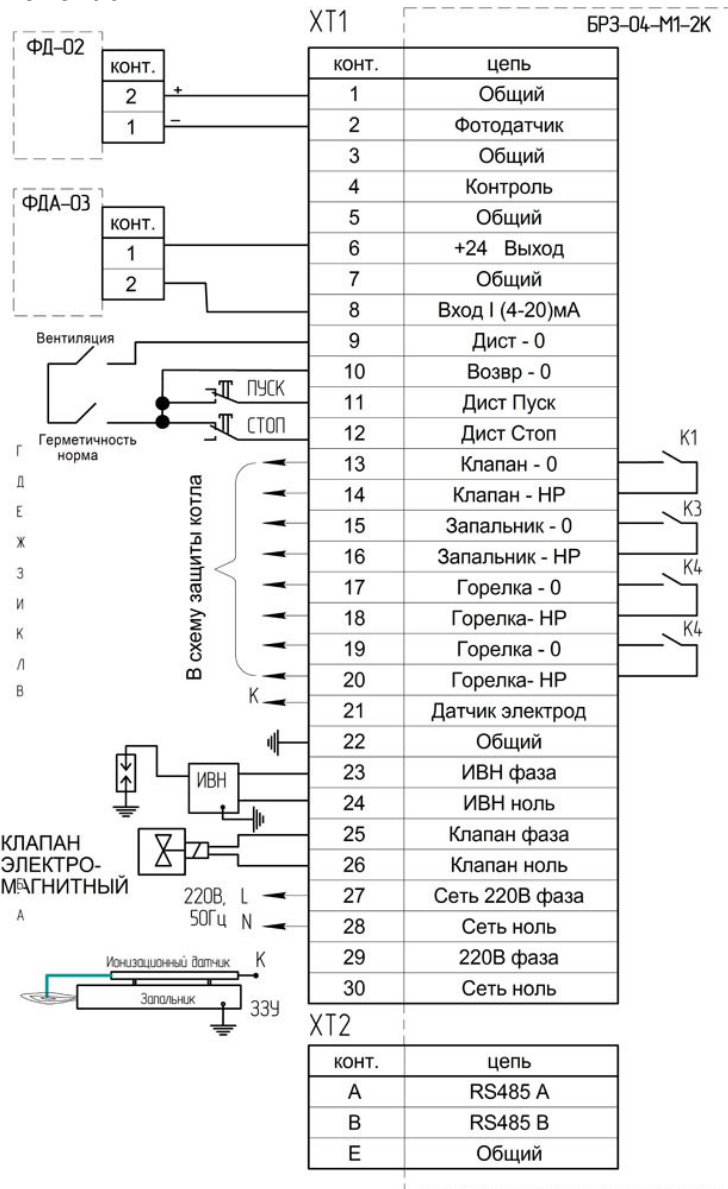 XT1
БРЗ-04-М1-2К
ФД-02
конт.
2 +
1 –
ФДА-03
конт.
1
2
конт. цепь
1 Общий
2 Фотодатчик
3 Общий
4 Контроль
5 Общий
6 +24 Выход
7 Общий
8 Вход I (4-20)мА
9 Дист - 0
10 Возвр - 0
11 Дист Пуск
12 Дист Стоп
13 Клапан - 0
14 Клапан - НР
15 Запальник - 0
16 Запальник - НР
17 Горелка - 0
18 Горелка- НР
19 Горелка - 0
20 Горелка- НР
21 Датчик электрод
22 Общий
23 ИВН фаза
24 ИВН ноль
25 Клапан фаза
26 Клапан ноль
27 Сеть 220В фаза
28 Сеть ноль
29 220В фаза
30 Сеть ноль
Вентиляция
ПУСК
СТОП
Герметичность
норма
К1
К3
К4
К4
Г
Д
Е
Ж
З
И
К
Л
В
В схему защиты котла
К
ИВН
КЛАПАН
ЭЛЕКТРО-
МАГНИТНЫЙ
А
220В, L
50Гц N
Ионизационный датчик К
Запальник
ЗЗУ
XT2
конт. цепь
A RS485 A
B RS485 B
E Общий